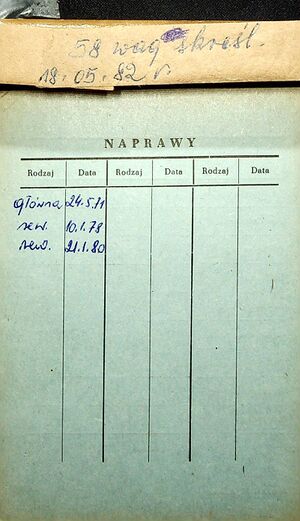 58 wag skreśl.
18.05.82 r
NAPRAWY
Rodzaj Data Rodzaj Data Rodzaj Data
główna 24.5.71
rew. 10.1.78
rew. 21.1.80